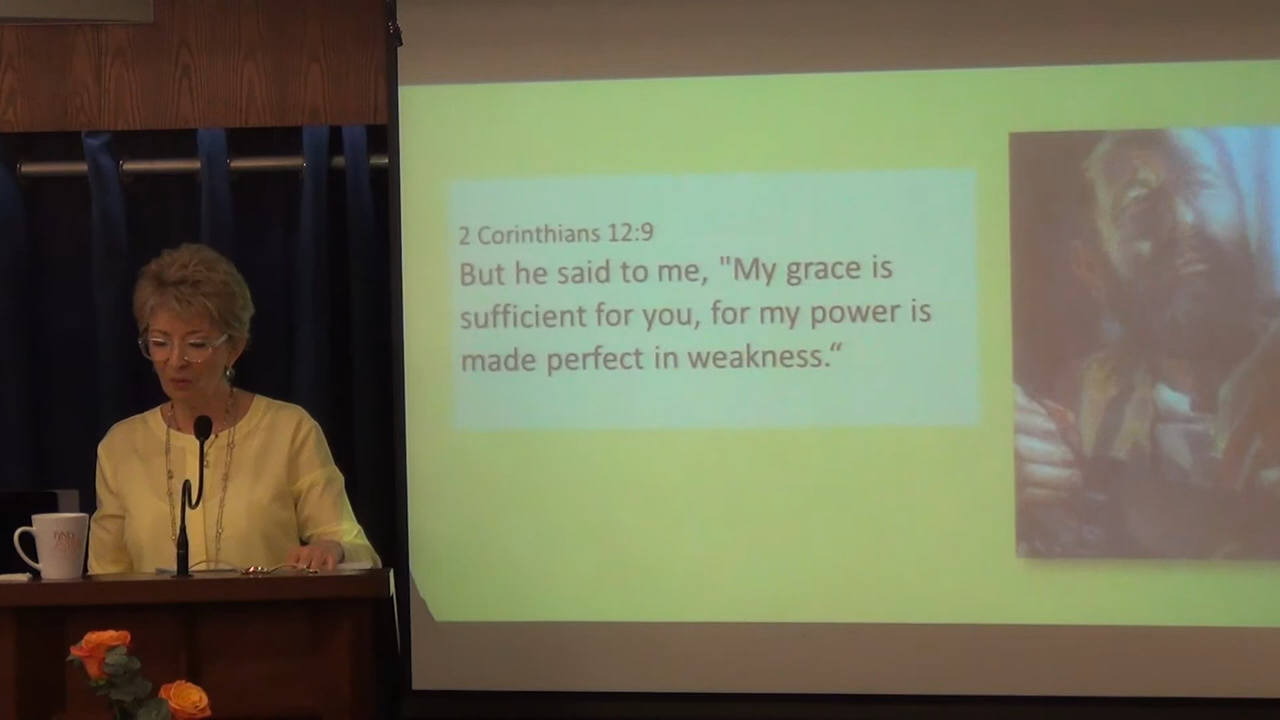 2 Corinthians 12:9
But he said to me, "My grace is
sufficient for you, for my power is
made perfect in weakness.“